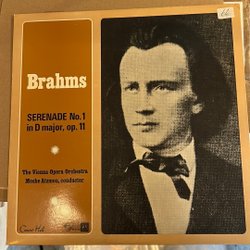 Brahms
SERENADE No.1
in D major, op. 11
The Vienna Opera Orchestra
Moshe Atzmon, conductor